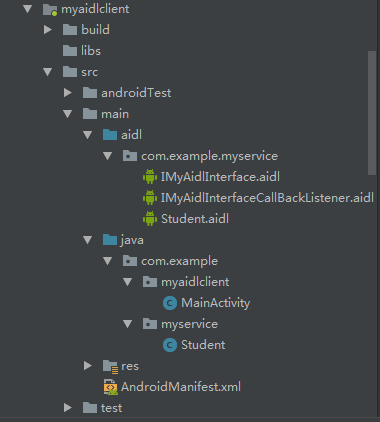 myaidlclient
build
libs
src
androidTest
main
aidl
com.example.myservice
IMyAidlInterface.aidl
IMyAidlInterfaceCallBackListener.aidl
Student.aidl
java
com.example
myaidlclient
MainActivity
myservice
Student
res
AndroidManifest.xml
test